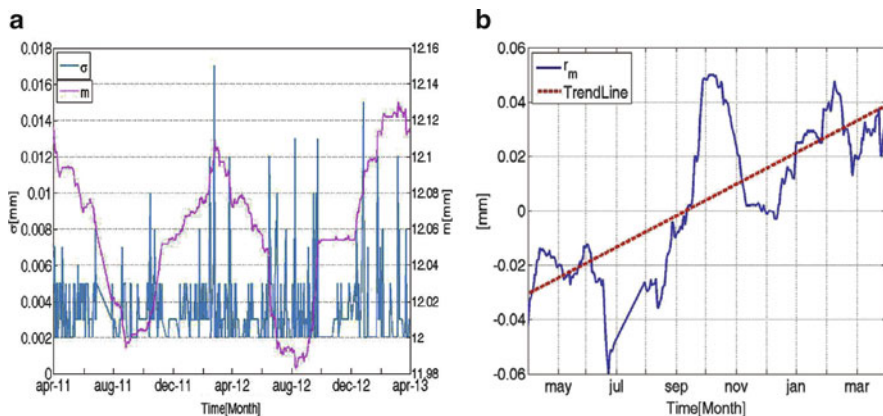 a
0.018
0.016
0.014
0.012
0.01
0.008
0.006
0.004
0.002
0
σ[mm]
σ
m
12.16
12.14
12.12
12.1
12.08
12.06
12.04
12.02
12
11.98
m[mm]
apr-11 aug-11 dec-11 apr-12 aug-12 dec-12 apr-13
Time[Month]
b
0.06
0.04
0.02
0
-0.02
-0.04
-0.06
[mm]
rm
TrendLine
may jul sep nov jan mar
Time[Month]